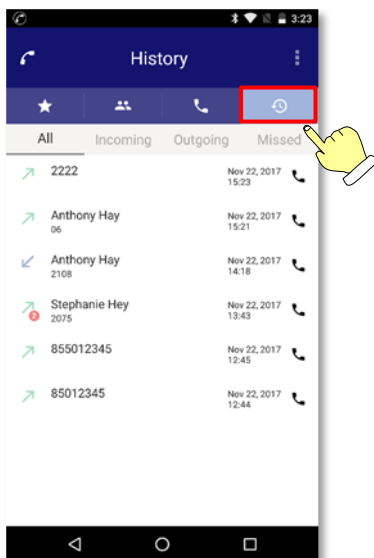 3:23
History
All Incoming Outgoing Missed
2222
Nov 22, 2017
15:23
Anthony Hay
06
Nov 22, 2017
15:21
Anthony Hay
2108
Nov 22, 2017
14:18
2
Stephanie Hey
2075
Nov 22, 2017
13:43
855012345
Nov 22, 2017
12:45
85012345
Nov 22, 2017
12:44